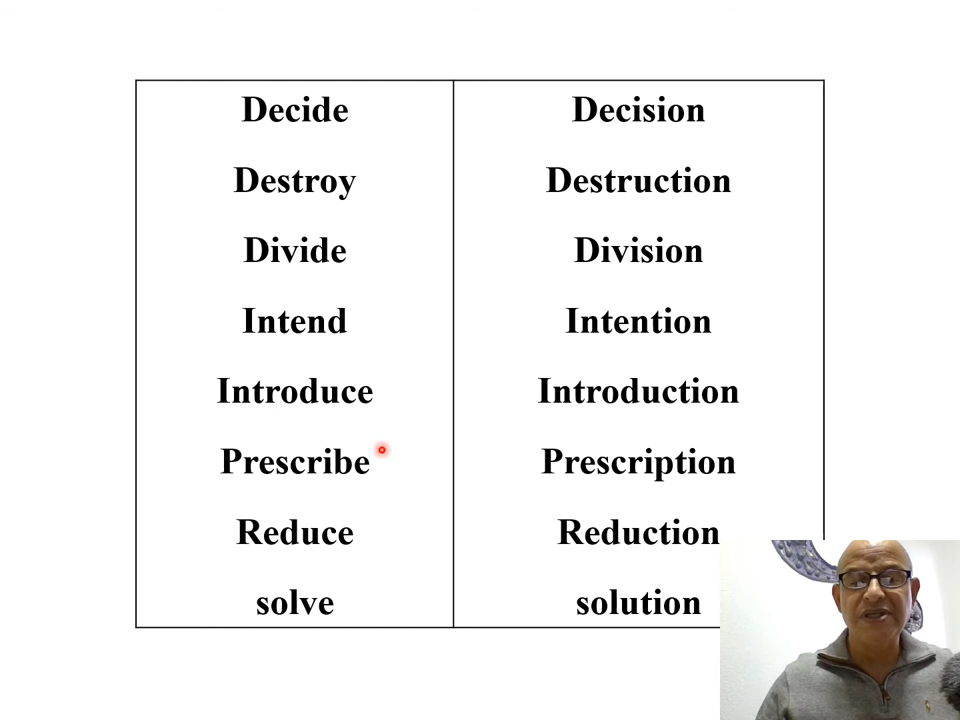 Decide Decision
Destroy Destruction
Divide Division
Intend Intention
Introduce Introduction
Prescribe Prescription
Reduce Reduction
solve solution